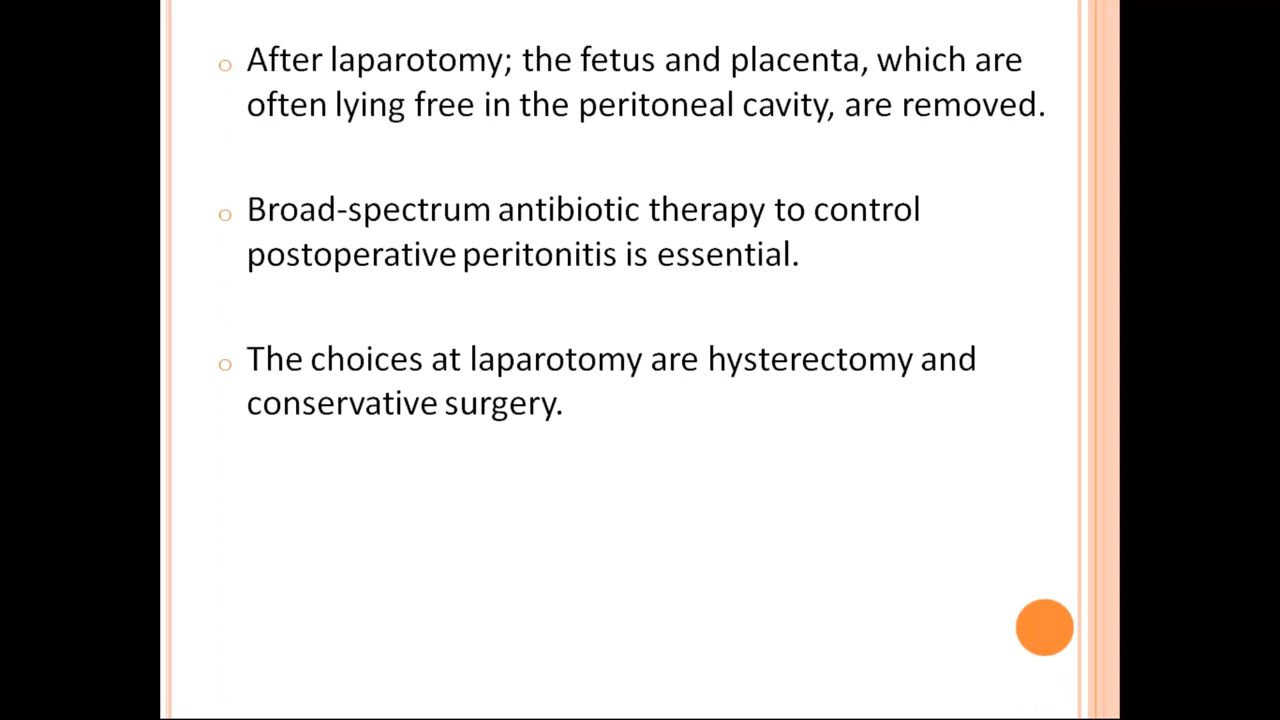 After laparotomy; the fetus and placenta, which are
often lying free in the peritoneal cavity, are removed.
Broad-spectrum antibiotic therapy to control
postoperative peritonitis is essential.
The choices at laparotomy are hysterectomy and
conservative surgery.